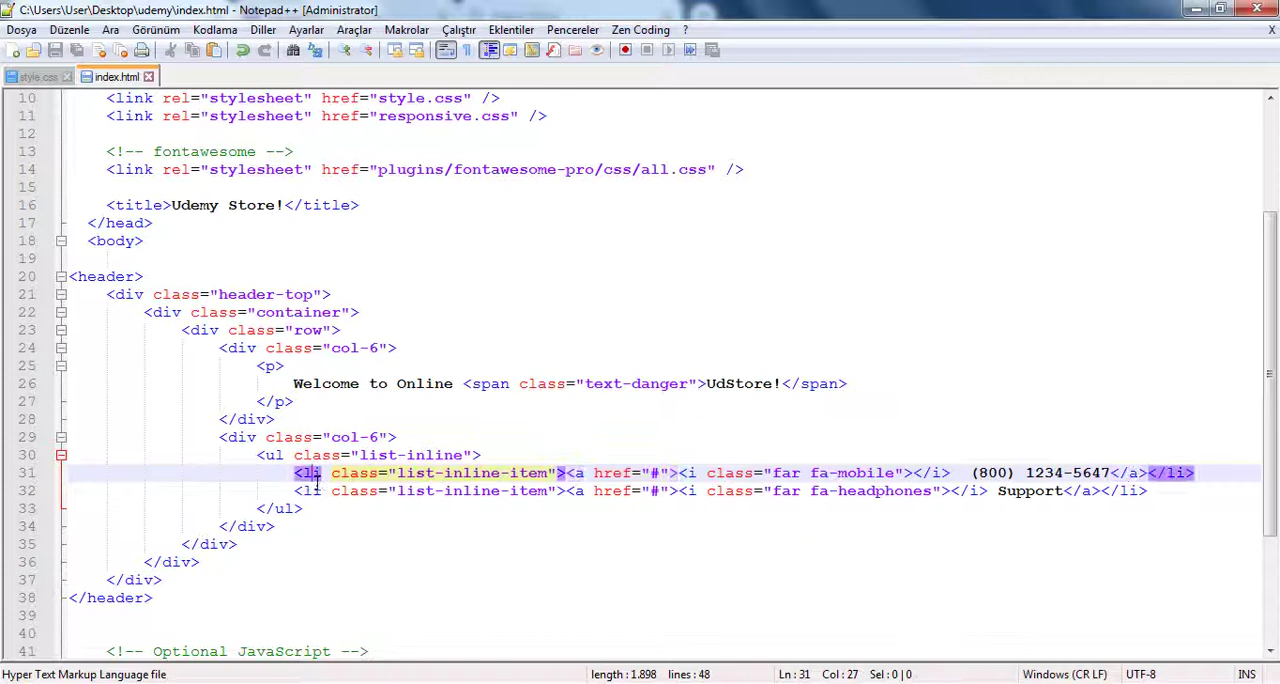 C:\Users\User\Desktop\udemy\index.html - Notepad++ [Administrator]
Dosya Düzenle Ara Görünüm Kodlama Diller Ayarlar Araçlar Makrolar Çalıştır Eklentiler Pencereler Zen Coding ? X
style.css index.html
10 <link rel="stylesheet" href="style.css" />
11 <link rel="stylesheet" href="responsive.css" />
12
13 <!-- fontawesome -->
14 <link rel="stylesheet" href="plugins/fontawesome-pro/css/all.css" />
15
16 <title>Udemy Store!</title>
17 </head>
18 <body>
19
20 <header>
21 <div class="header-top">
22 <div class="container">
23 <div class="row">
24 <div class="col-6">
25 <p>
26 Welcome to Online <span class="text-danger">UdStore!</span>
27 </p>
28 </div>
29 <div class="col-6">
30 <ul class="list-inline">
31 <li class="list-inline-item"><a href="#"><i class="far fa-mobile"></i>  (800) 1234-5647</a></li>
32 <li class="list-inline-item"><a href="#"><i class="far fa-headphones"></i> Support</a></li>
33 </ul>
34 </div>
35 </div>
36 </div>
37 </div>
38 </header>
39
40
41 <!-- Optional JavaScript -->
Hyper Text Markup Language file length : 1.898 lines : 48 Ln : 31 Col : 27 Sel : 0 | 0 Windows (CR LF) UTF-8 INS